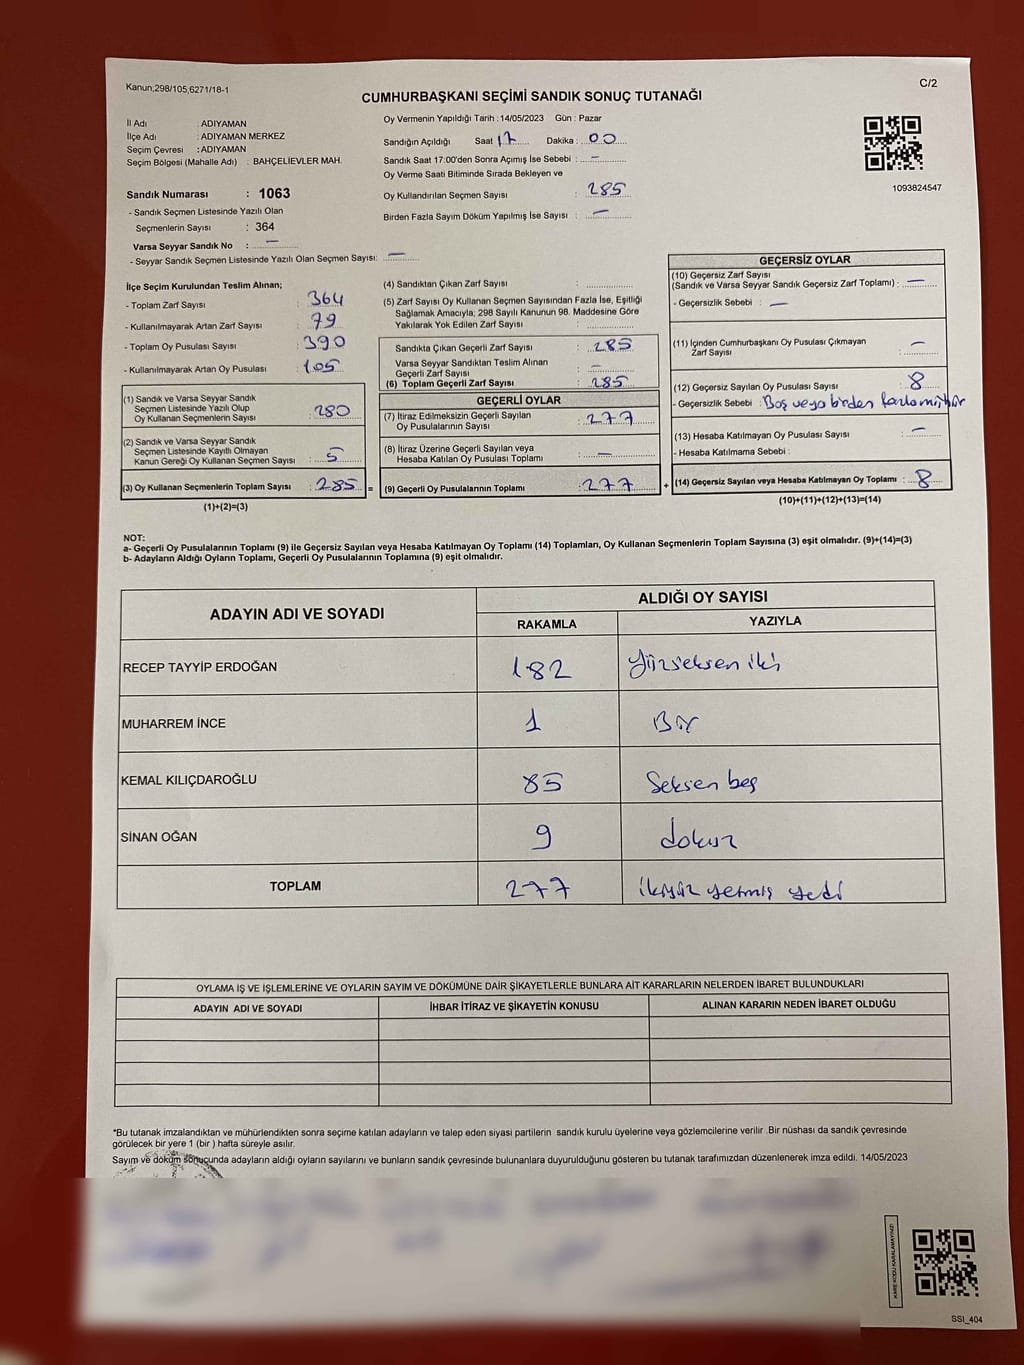 Kanun;298/105;6271/18-1
C/2
CUMHURBAŞKANI SEÇİMİ SANDIK SONUÇ TUTANAĞI
İl Adı : ADIYAMAN
İlçe Adı : ADIYAMAN MERKEZ
Seçim Çevresi : ADIYAMAN
Seçim Bölgesi (Mahalle Adı) : BAHÇELİEVLER MAH.
Sandık Numarası : 1063
- Sandık Seçmen Listesinde Yazılı Olan
Seçmenlerin Sayısı : 364
Varsa Seyyar Sandık No : —
- Seyyar Sandık Seçmen Listesinde Yazılı Olan Seçmen Sayısı: —
Oy Vermenin Yapıldığı Tarih : 14/05/2023 Gün : Pazar
Sandığın Açıldığı Saat 17 Dakika : 00
Sandık Saat 17:00'den Sonra Açımış İse Sebebi : —
Oy Verme Saati Bitiminde Sırada Bekleyen ve
Oy Kullandırılan Seçmen Sayısı : 285
Birden Fazla Sayım Döküm Yapılmış İse Sayısı : —
1093824547
İlçe Seçim Kurulundan Teslim Alınan;
- Toplam Zarf Sayısı : 364
- Kullanılmayarak Artan Zarf Sayısı : 79
- Toplam Oy Pusulası Sayısı : 390
- Kullanılmayarak Artan Oy Pusulası : 105
(1) Sandık ve Varsa Seyyar Sandık
Seçmen Listesinde Yazılı Olup
Oy Kullanan Seçmenlerin Sayısı : 280
(2) Sandık ve Varsa Seyyar Sandık
Seçmen Listesinde Kayıtlı Olmayan
Kanun Gereği Oy Kullanan Seçmen Sayısı : 5
(3) Oy Kullanan Seçmenlerin Toplam Sayısı : 285 =
(1)+(2)=(3)
(4) Sandıktan Çıkan Zarf Sayısı :
(5) Zarf Sayısı Oy Kullanan Seçmen Sayısından Fazla İse, Eşitliği
Sağlamak Amacıyla; 298 Sayılı Kanunun 98. Maddesine Göre
Yakılarak Yok Edilen Zarf Sayısı :
Sandıkta Çıkan Geçerli Zarf Sayısı : 285
Varsa Seyyar Sandıktan Teslim Alınan
Geçerli Zarf Sayısı : —
(6) Toplam Geçerli Zarf Sayısı : 285
GEÇERLİ OYLAR
(7) İtiraz Edilmeksizin Geçerli Sayılan
Oy Pusulalarının Sayısı : 277
(8) İtiraz Üzerine Geçerli Sayılan veya
Hesaba Katılan Oy Pusulası Toplamı : —
(9) Geçerli Oy Pusulalarının Toplamı : 277 +
GEÇERSİZ OYLAR
(10) Geçersiz Zarf Sayısı
(Sandık ve Varsa Seyyar Sandık Geçersiz Zarf Toplamı) : —
- Geçersizlik Sebebi : —
(11) İçinden Cumhurbaşkanı Oy Pusulası Çıkmayan
Zarf Sayısı : —
(12) Geçersiz Sayılan Oy Pusulası Sayısı : 8
- Geçersizlik Sebebi : Boş veya birden fazla mühür
(13) Hesaba Katılmayan Oy Pusulası Sayısı : —
- Hesaba Katılmama Sebebi :
(14) Geçersiz Sayılan veya Hesaba Katılmayan Oy Toplamı : 8
(10)+(11)+(12)+(13)=(14)
NOT:
a- Geçerli Oy Pusulalarının Toplamı (9) ile Geçersiz Sayılan veya Hesaba Katılmayan Oy Toplamı (14) Toplamları, Oy Kullanan Seçmenlerin Toplam Sayısına (3) eşit olmalıdır. (9)+(14)=(3)
b- Adayların Aldığı Oyların Toplamı, Geçerli Oy Pusulalarının Toplamına (9) eşit olmalıdır.
ADAYIN ADI VE SOYADI
ALDIĞI OY SAYISI
RAKAMLA YAZIYLA
RECEP TAYYİP ERDOĞAN 182 Yüzseksen iki
MUHARREM İNCE 1 Bir
KEMAL KILIÇDAROĞLU 85 Seksen beş
SİNAN OĞAN 9 dokuz
TOPLAM 277 ikiyüz yetmiş yedi
OYLAMA İŞ VE İŞLEMLERİNE VE OYLARIN SAYIM VE DÖKÜMÜNE DAİR ŞİKAYETLERLE BUNLARA AİT KARARLARIN NELERDEN İBARET BULUNDUKLARI
ADAYIN ADI VE SOYADI İHBAR İTİRAZ VE ŞİKAYETİN KONUSU ALINAN KARARIN NEDEN İBARET OLDUĞU
*Bu tutanak imzalandıktan ve mühürlendikten sonra seçime katılan adayların ve talep eden siyasi partilerin sandık kurulu üyelerine veya gözlemcilerine verilir .Bir nüshası da sandık çevresinde
görülecek bir yere 1 (bir ) hafta süreyle asılır.
Sayım ve döküm sonucunda adayların aldığı oyların sayılarını ve bunların sandık çevresinde bulunanlara duyurulduğunu gösteren bu tutanak tarafımızdan düzenlenerek imza edildi. 14/05/2023
KARE KODU KARALAMAYINIZ!
SSI_404